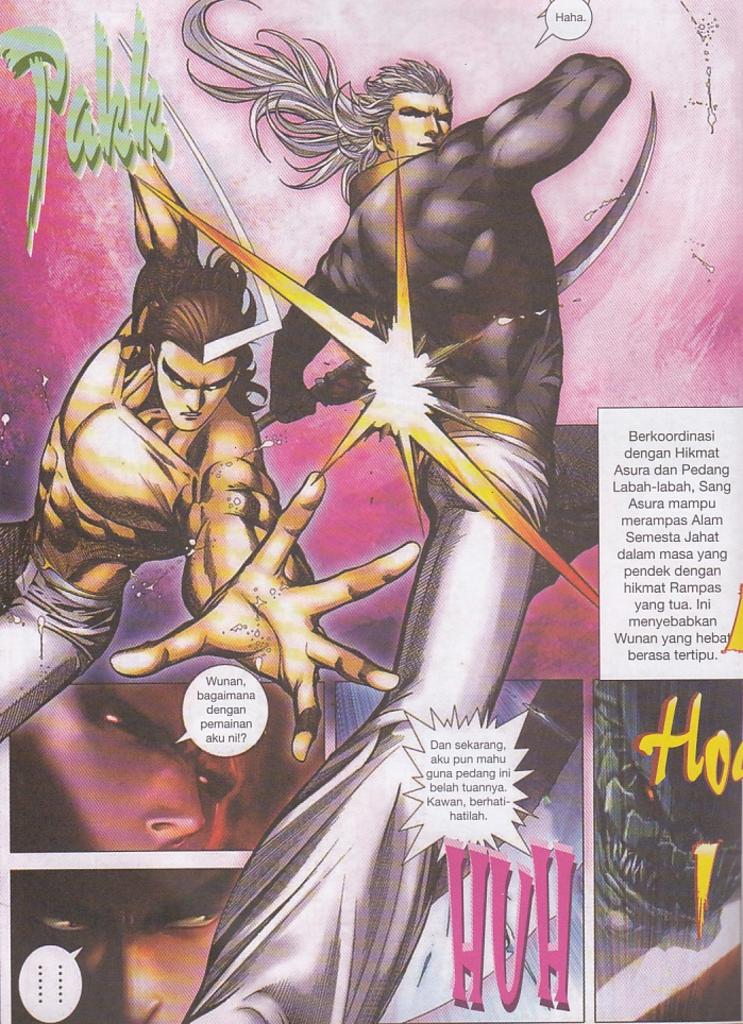 Haha.
Pakk
Berkoordinasi
dengan Hikmat
Asura dan Pedang
Labah-labah, Sang
Asura mampu
merampas Alam
Semesta Jahat
dalam masa yang
pendek dengan
hikmat Rampas
yang tua. Ini
menyebabkan
Wunan yang hebat
berasa tertipu.
Wunan,
bagaimana
dengan
pemainan
aku ni!?
Dan sekarang,
aku pun mahu
guna pedang ini
belah tuannya.
Kawan, berhati-
hatilah.
HUH
......
!